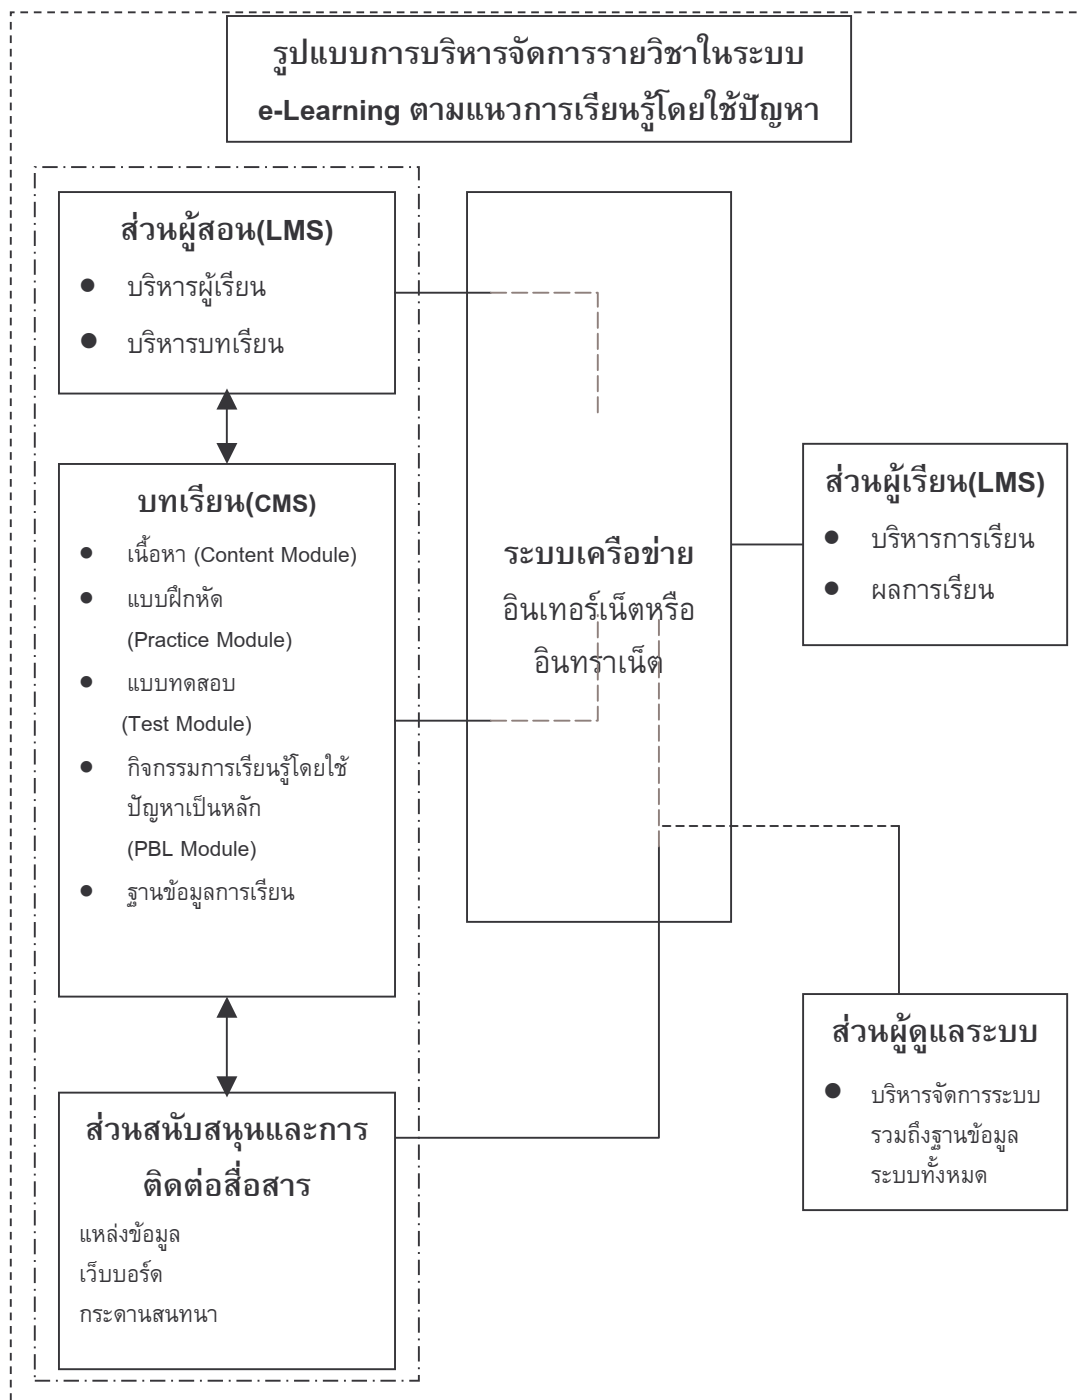 รูปแบบการบริหารจัดการรายวิชาในระบบ
e-Learning ตามแนวการเรียนรู้โดยใช้ปัญหา
ส่วนผู้สอน(LMS)
● บริหารผู้เรียน
● บริหารบทเรียน
บทเรียน(CMS)
● เนื้อหา (Content Module)
● แบบฝึกหัด
(Practice Module)
● แบบทดสอบ
(Test Module)
● กิจกรรมการเรียนรู้โดยใช้
ปัญหาเป็นหลัก
(PBL Module)
● ฐานข้อมูลการเรียน
ส่วนสนับสนุนและการ
ติดต่อสื่อสาร
แหล่งข้อมูล
เว็บบอร์ด
กระดานสนทนา
ระบบเครือข่าย
อินเทอร์เน็ตหรือ
อินทราเน็ต
ส่วนผู้เรียน(LMS)
● บริหารการเรียน
● ผลการเรียน
ส่วนผู้ดูแลระบบ
● บริหารจัดการระบบ
รวมถึงฐานข้อมูล
ระบบทั้งหมด